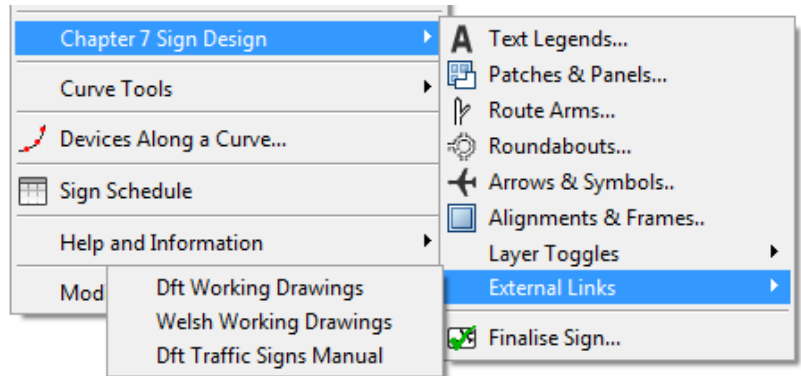 Chapter 7 Sign Design
Curve Tools
Devices Along a Curve...
Sign Schedule
Help and Information
Mod
Text Legends...
Patches & Panels...
Route Arms...
Roundabouts...
Arrows & Symbols..
Alignments & Frames..
Layer Toggles
External Links
Finalise Sign...
Dft Working Drawings
Welsh Working Drawings
Dft Traffic Signs Manual